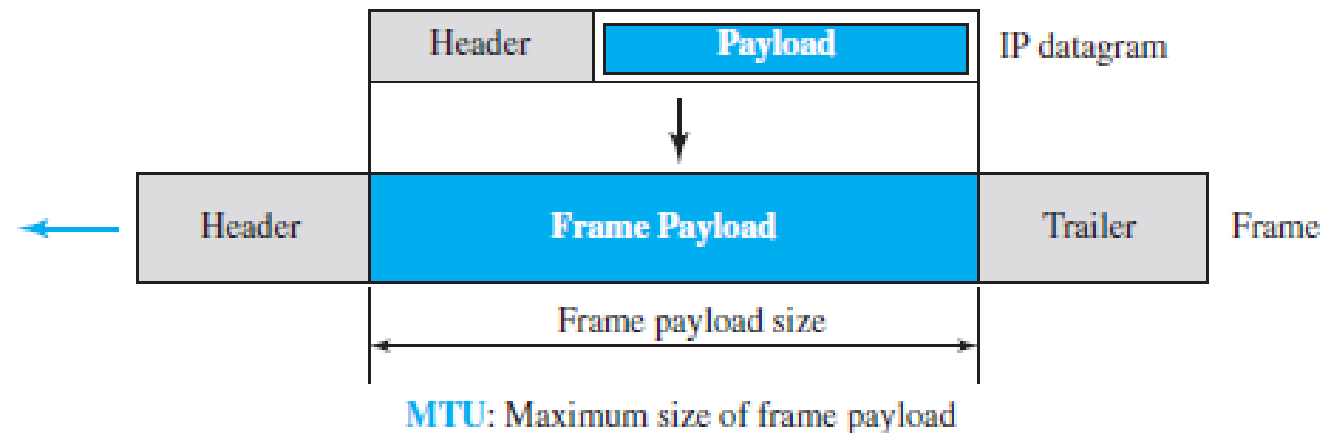 Header Payload IP datagram
Header Frame Payload Trailer Frame
Frame payload size
MTU: Maximum size of frame payload